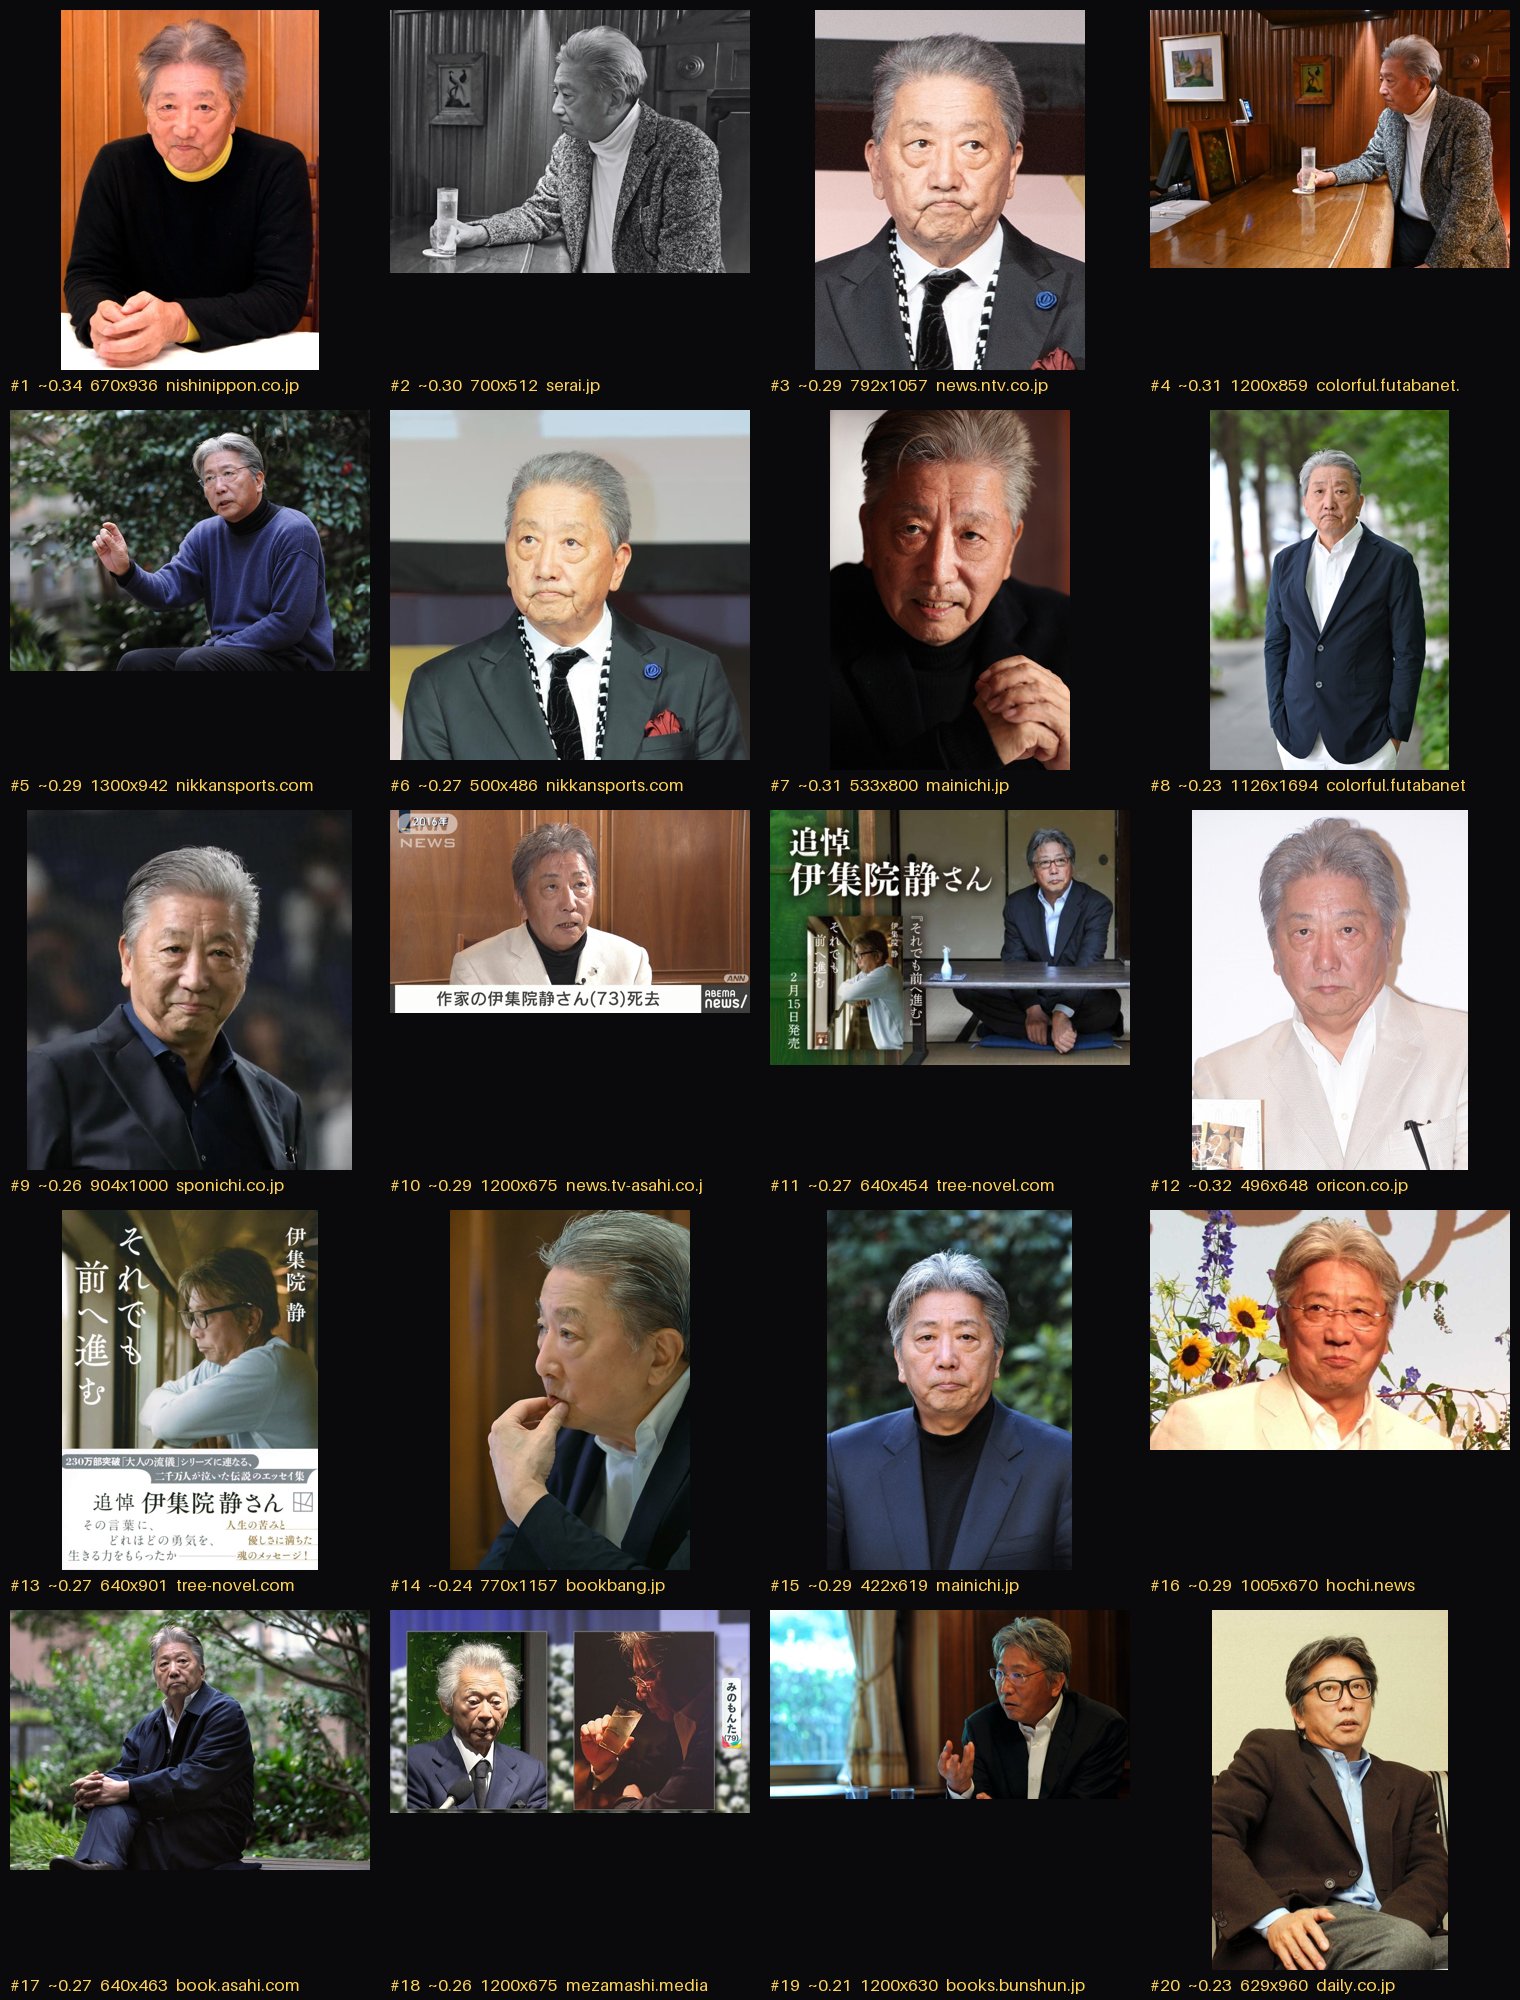 #1 ~0.34 670x936 nishinippon.co.jp
#2 ~0.30 700x512 serai.jp
#3 ~0.29 792x1057 news.ntv.co.jp
#4 ~0.31 1200x859 colorful.futabanet.
#5 ~0.29 1300x942 nikkansports.com
#6 ~0.27 500x486 nikkansports.com
#7 ~0.31 533x800 mainichi.jp
#8 ~0.23 1126x1694 colorful.futabanet
2016年
NEWS
ANN
作家の伊集院静さん(73)死去
ABEMA
news/
追悼
伊集院静さん
伊集院 静
それでも
前へ進む
『それでも前へ進む』
2月15日発売
#9 ~0.26 904x1000 sponichi.co.jp
#10 ~0.29 1200x675 news.tv-asahi.co.j
#11 ~0.27 640x454 tree-novel.com
#12 ~0.32 496x648 oricon.co.jp
伊集院 静
それでも
前へ進む
230万部突破「大人の流儀」シリーズに連なる、
二千万人が泣いた伝説のエッセイ集
追悼 伊集院 静さん
その言葉に、
どれほどの勇気を、
生きる力をもらったか
人生の苦みと
優しさに満ちた
魂のメッセージ!
#13 ~0.27 640x901 tree-novel.com
#14 ~0.24 770x1157 bookbang.jp
#15 ~0.29 422x619 mainichi.jp
#16 ~0.29 1005x670 hochi.news
みのもんた
(79)
#17 ~0.27 640x463 book.asahi.com
#18 ~0.26 1200x675 mezamashi.media
#19 ~0.21 1200x630 books.bunshun.jp
#20 ~0.23 629x960 daily.co.jp